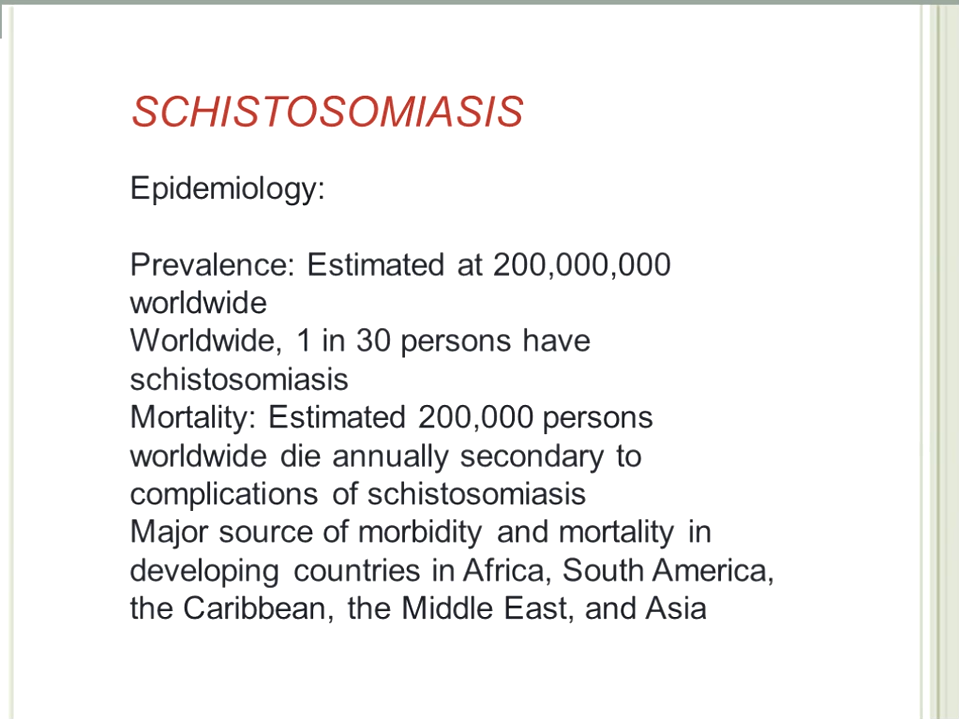 SCHISTOSOMIASIS
Epidemiology:
Prevalence: Estimated at 200,000,000
worldwide
Worldwide, 1 in 30 persons have
schistosomiasis
Mortality: Estimated 200,000 persons
worldwide die annually secondary to
complications of schistosomiasis
Major source of morbidity and mortality in
developing countries in Africa, South America,
the Caribbean, the Middle East, and Asia